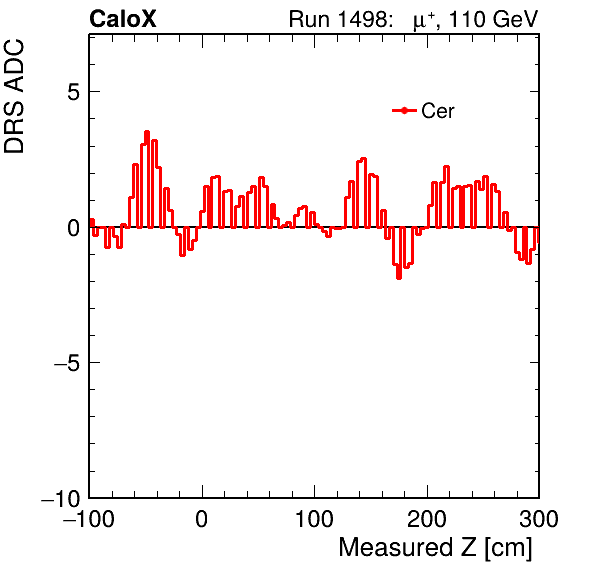 CaloX Run 1498: μ⁺, 110 GeV
DRS ADC
Cer
5
0
−5
−10
−100 0 100 200 300
Measured Z [cm]